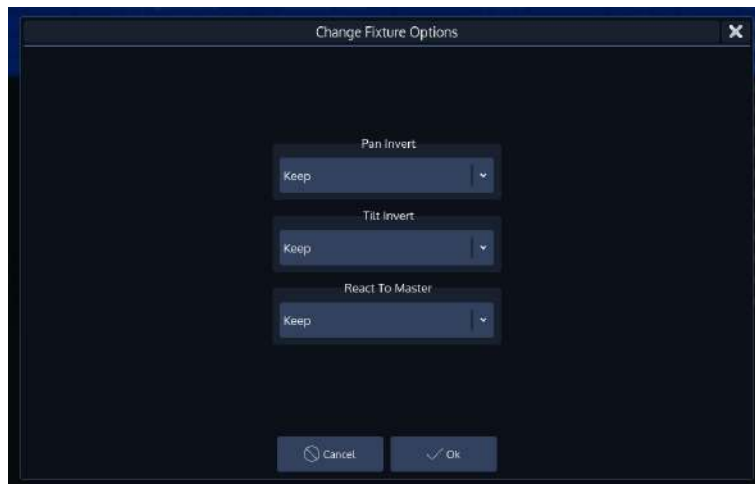 Change Fixture Options
Pan Invert
Keep
Tilt Invert
Keep
React To Master
Keep
Cancel
Ok